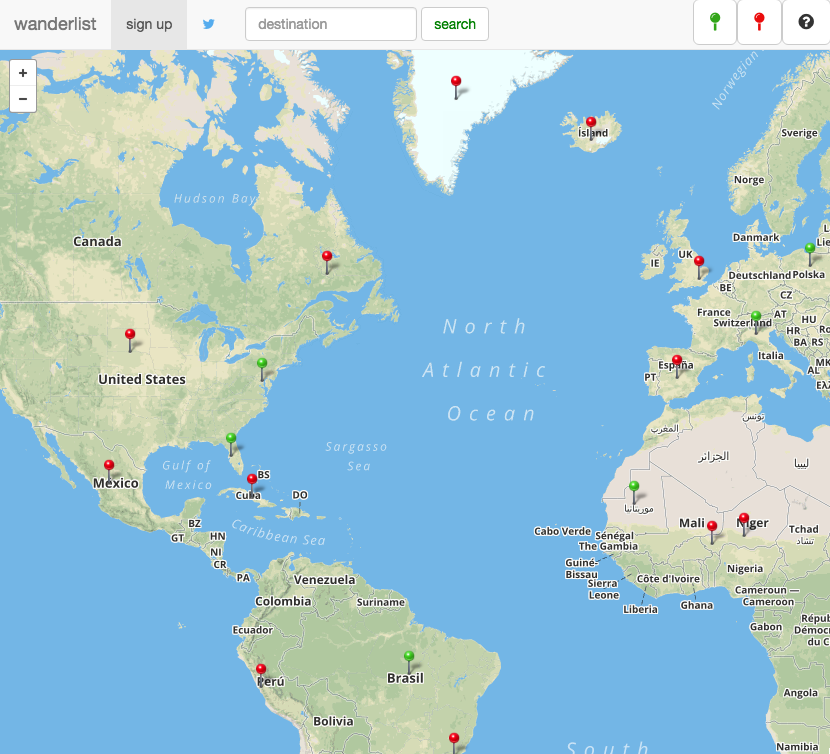 wanderlist sign up destination search
+
−
Norwegian
Ísland
Sverige
Norge
Hudson Bay
Canada
Danmark
UK
IE
Deutschland
Polska
BE
CZ
North
Atlantic
Ocean
France
Switzerland
AT
HU
HR
BA
RS
Italia
MK
AL
España
PT
United States
تونس
المغرب
Sargasso
Sea
الجزائر
ليبيا
Gulf of
Mexico
Mexico
BS
Cuba
DO
موريتانيا
BZ
GT
HN
NI
CR
PA
Caribbean Sea
Cabo Verde
Sénégal
The Gambia
Mali
Niger
Tchad
تشاد
Guiné-
Bissau
Sierra
Leone
Liberia
Côte d'Ivoire
Ghana
Nigeria
Cameroun —
Cameroon
Gabon
Venezuela
Colombia
Suriname
Ecuador
Perú
Brasil
Bolivia
Angola
Namibia
South